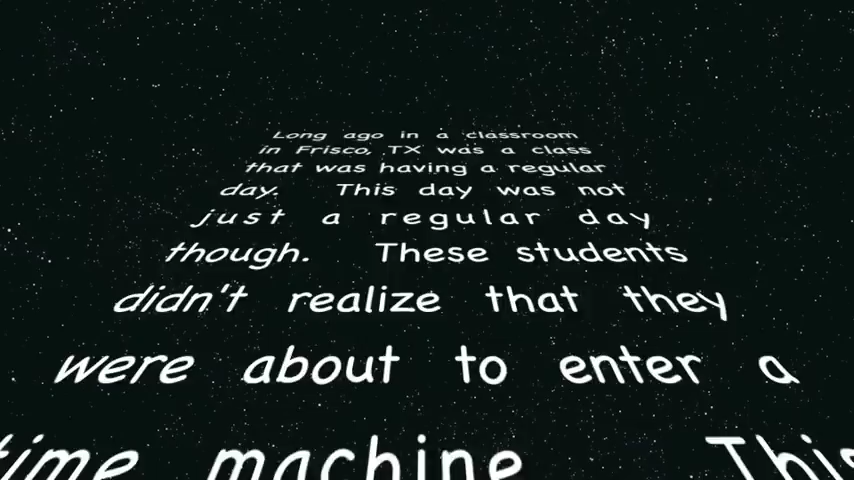 Long ago in a classroom
in Frisco, TX was a class
that was having a regular
day. This day was not
just a regular day
though. These students
didn't realize that they
were about to enter a
time machine. This